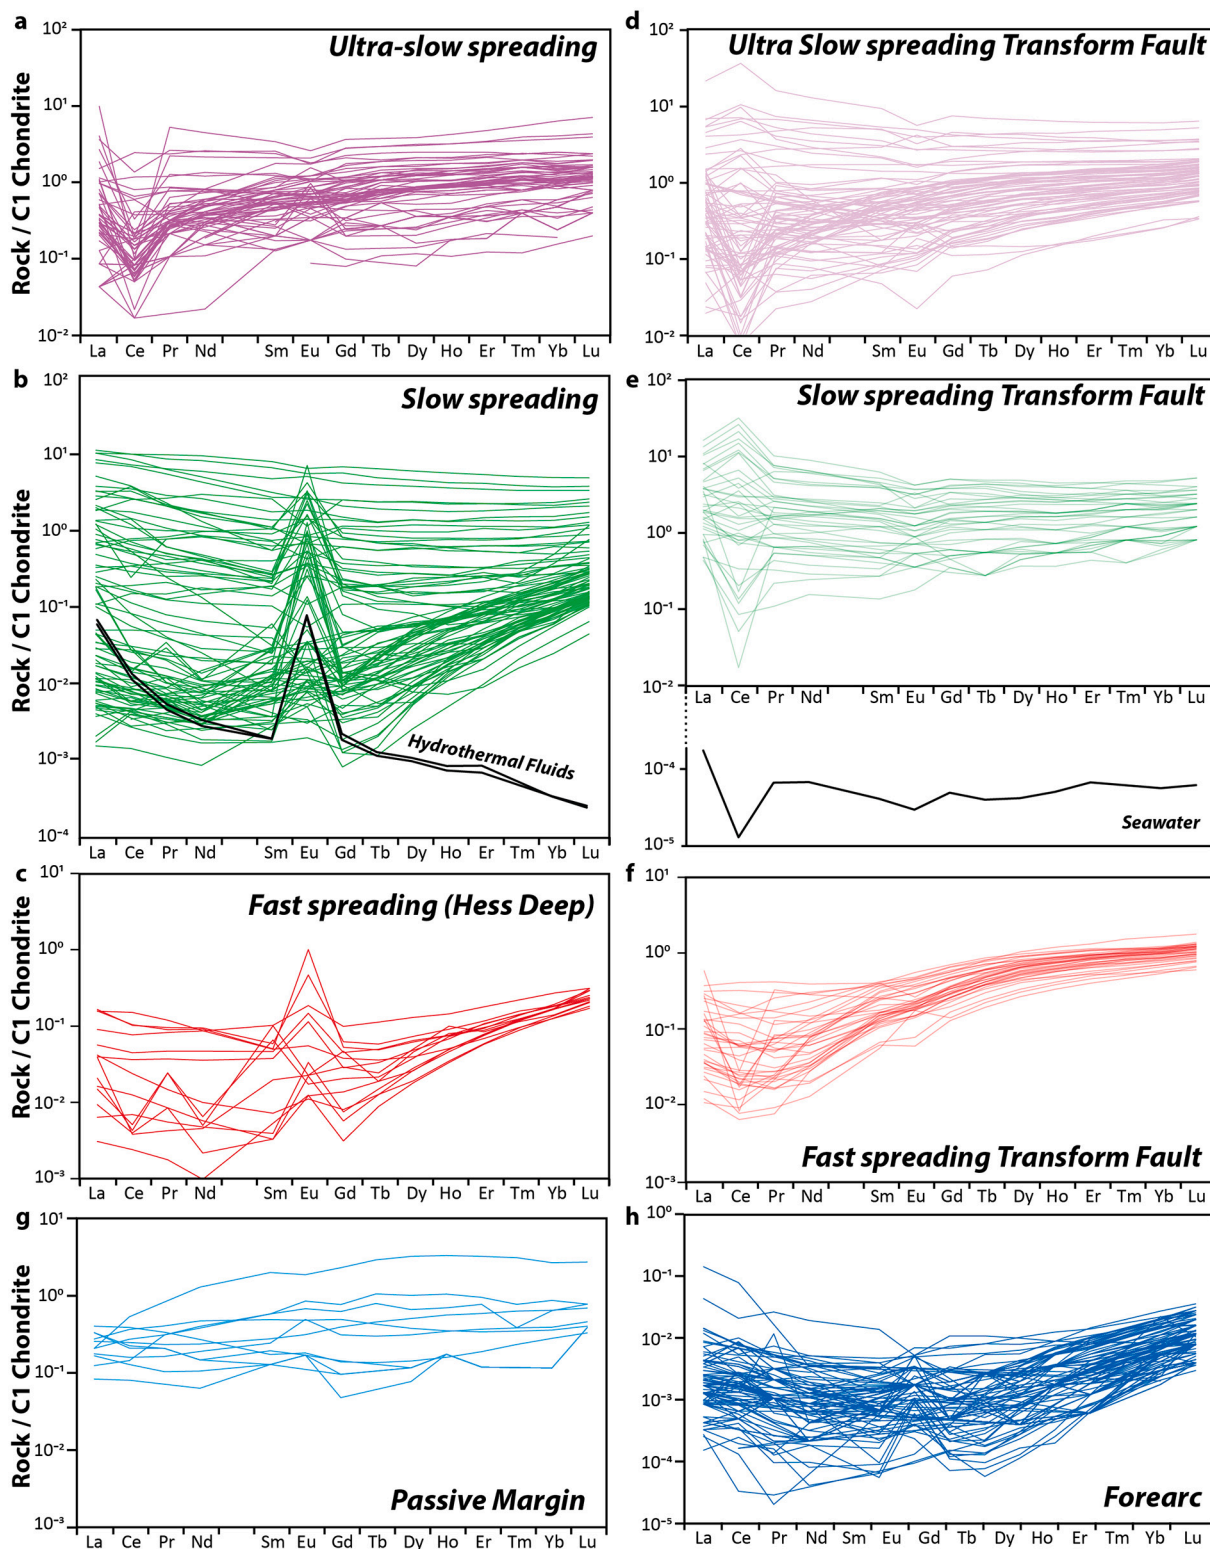 a
Ultra-slow spreading
Rock / C1 Chondrite
10²
10¹
10⁰
10⁻¹
10⁻²
La Ce Pr Nd Sm Eu Gd Tb Dy Ho Er Tm Yb Lu
b
Slow spreading
Rock / C1 Chondrite
10²
10¹
10⁰
10⁻¹
10⁻²
10⁻³
10⁻⁴
Hydrothermal Fluids
La Ce Pr Nd Sm Eu Gd Tb Dy Ho Er Tm Yb Lu
c
Fast spreading (Hess Deep)
Rock / C1 Chondrite
10¹
10⁰
10⁻¹
10⁻²
10⁻³
La Ce Pr Nd Sm Eu Gd Tb Dy Ho Er Tm Yb Lu
g
Rock / C1 Chondrite
10¹
10⁰
10⁻¹
10⁻²
10⁻³
Passive Margin
La Ce Pr Nd Sm Eu Gd Tb Dy Ho Er Tm Yb Lu
d
Ultra Slow spreading Transform Fault
10²
10¹
10⁰
10⁻¹
10⁻²
La Ce Pr Nd Sm Eu Gd Tb Dy Ho Er Tm Yb Lu
e
Slow spreading Transform Fault
10²
10¹
10⁰
10⁻¹
10⁻²
La Ce Pr Nd Sm Eu Gd Tb Dy Ho Er Tm Yb Lu
10⁻⁴
10⁻⁵
Seawater
f
10¹
10⁰
10⁻¹
10⁻²
10⁻³
Fast spreading Transform Fault
La Ce Pr Nd Sm Eu Gd Tb Dy Ho Er Tm Yb Lu
h
10⁰
10⁻¹
10⁻²
10⁻³
10⁻⁴
10⁻⁵
Forearc
La Ce Pr Nd Sm Eu Gd Tb Dy Ho Er Tm Yb Lu